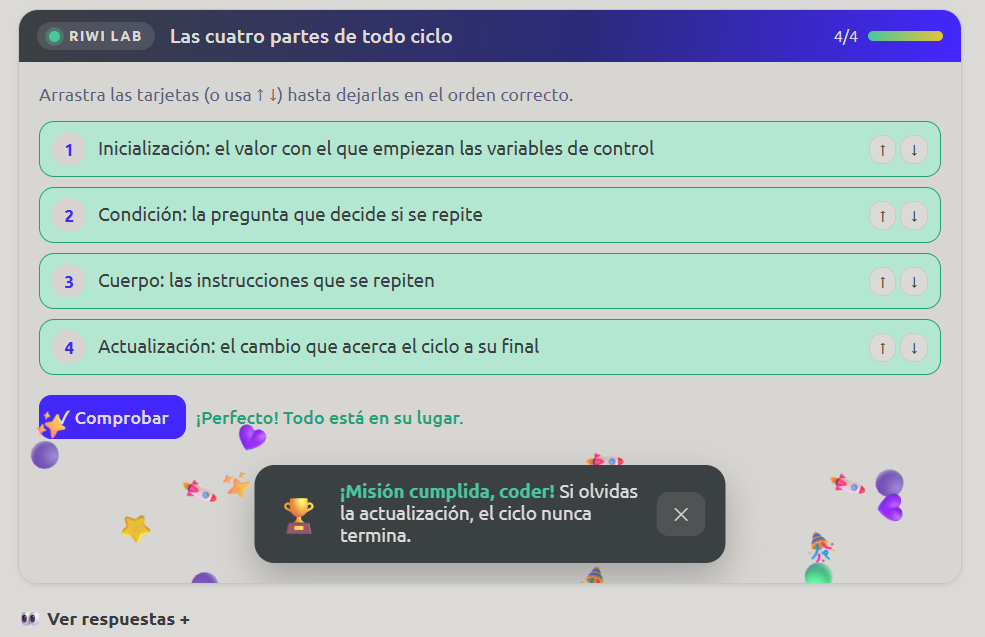 RIWI LAB Las cuatro partes de todo ciclo 4/4
Arrastra las tarjetas (o usa ↑ ↓) hasta dejarlas en el orden correcto.
1 Inicialización: el valor con el que empiezan las variables de control ↑ ↓
2 Condición: la pregunta que decide si se repite ↑ ↓
3 Cuerpo: las instrucciones que se repiten ↑ ↓
4 Actualización: el cambio que acerca el ciclo a su final ↑ ↓
✓ Comprobar ¡Perfecto! Todo está en su lugar.
¡Misión cumplida, coder! Si olvidas
la actualización, el ciclo nunca
termina.
Ver respuestas +